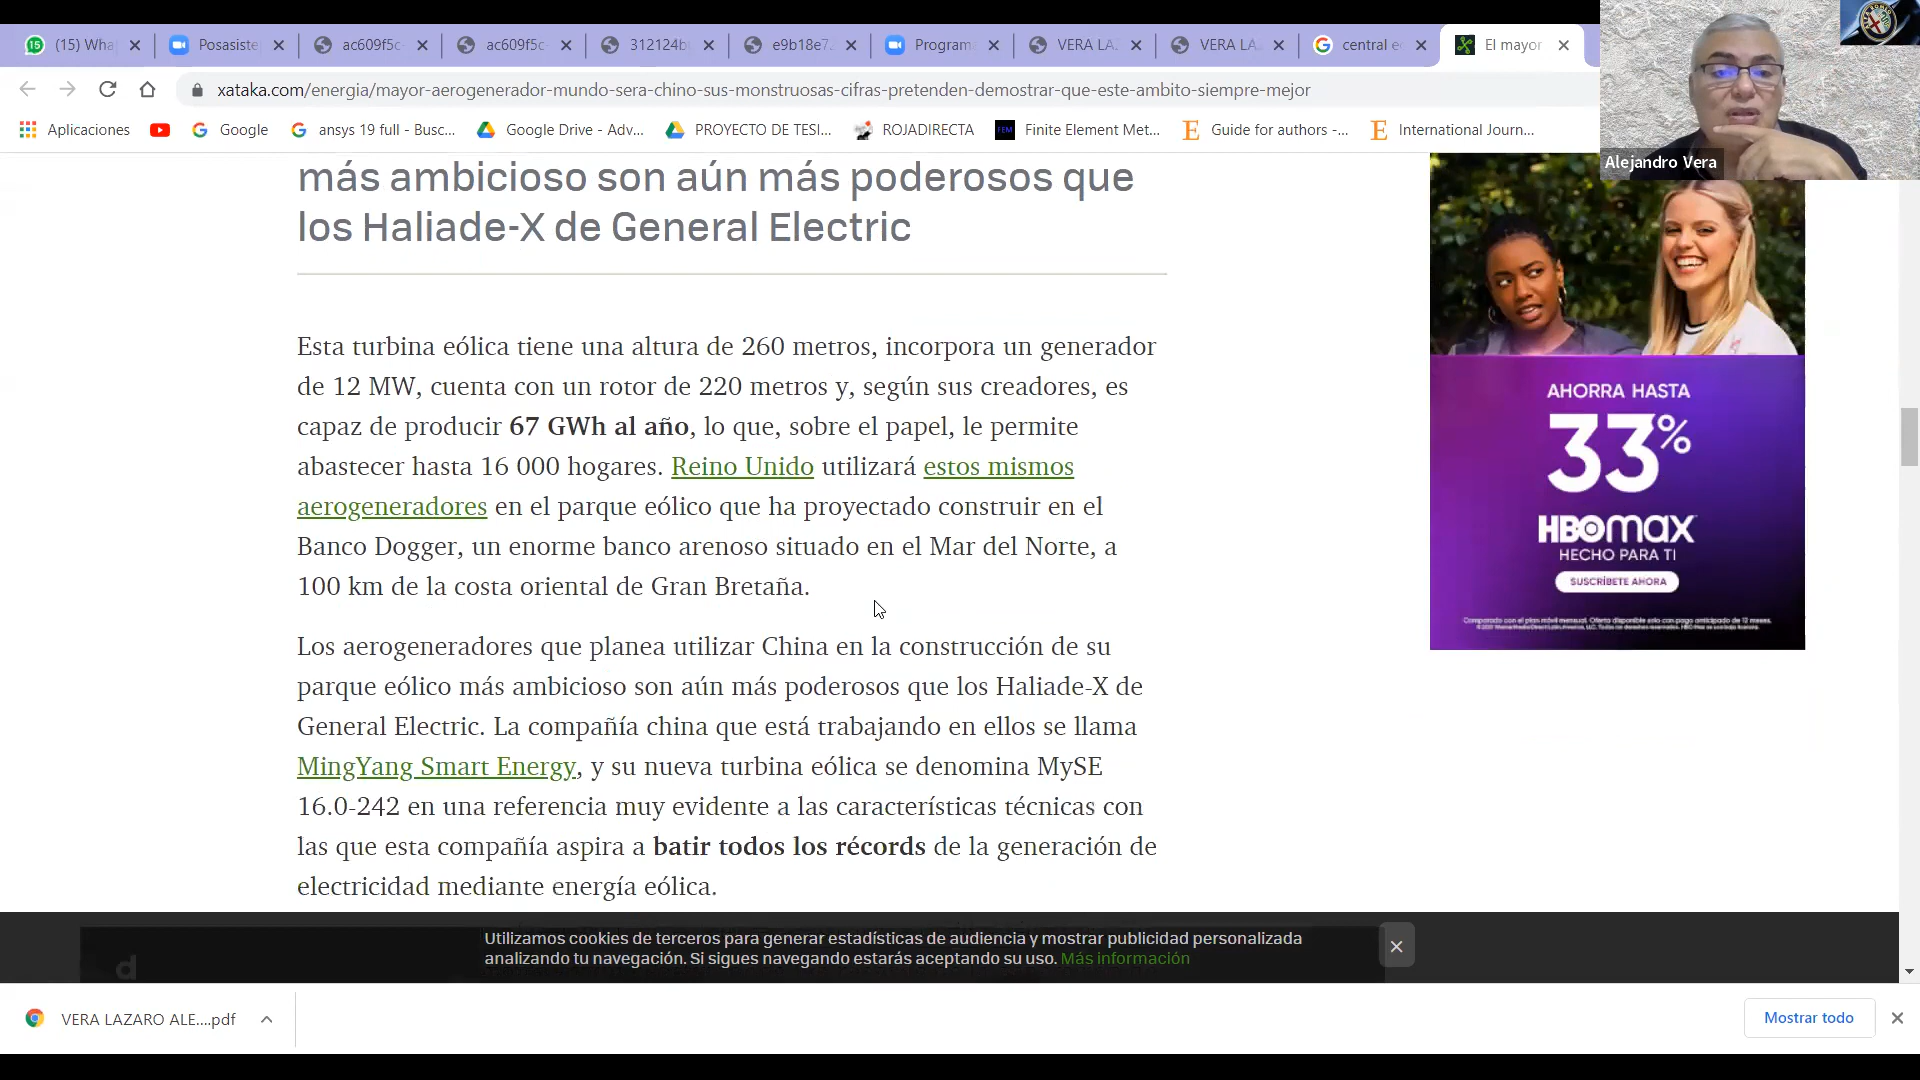 15
(15) Wha
Posasiste
ac609f5c-
ac609f5c-
312124b
e9b18e7.
Program
VERA LA.
VERA LA.
central e
El mayor
xataka.com/energia/mayor-aerogenerador-mundo-sera-chino-sus-monstruosas-cifras-pretenden-demostrar-que-este-ambito-siempre-mejor
Aplicaciones
Google
ansys 19 full - Busc...
Google Drive - Adv...
PROYECTO DE TESI...
ROJADIRECTA
FEM
Finite Element Met...
Guide for authors -...
International Journ...
Alejandro Vera
más ambicioso son aún más poderosos que
los Haliade-X de General Electric
Esta turbina eólica tiene una altura de 260 metros, incorpora un generador
de 12 MW, cuenta con un rotor de 220 metros y, según sus creadores, es
capaz de producir 67 GWh al año, lo que, sobre el papel, le permite
abastecer hasta 16 000 hogares. Reino Unido utilizará estos mismos
aerogeneradores en el parque eólico que ha proyectado construir en el
Banco Dogger, un enorme banco arenoso situado en el Mar del Norte, a
100 km de la costa oriental de Gran Bretaña.
Los aerogeneradores que planea utilizar China en la construcción de su
parque eólico más ambicioso son aún más poderosos que los Haliade-X de
General Electric. La compañía china que está trabajando en ellos se llama
MingYang Smart Energy, y su nueva turbina eólica se denomina MySE
16.0-242 en una referencia muy evidente a las características técnicas con
las que esta compañía aspira a batir todos los récords de la generación de
electricidad mediante energía eólica.
AHORRA HASTA
33%
HBOMAX
HECHO PARA TI
SUSCRÍBETE AHORA
Utilizamos cookies de terceros para generar estadísticas de audiencia y mostrar publicidad personalizada
analizando tu navegación. Si sigues navegando estarás aceptando su uso. Más información
d
VERA LAZARO ALE....pdf
Mostrar todo